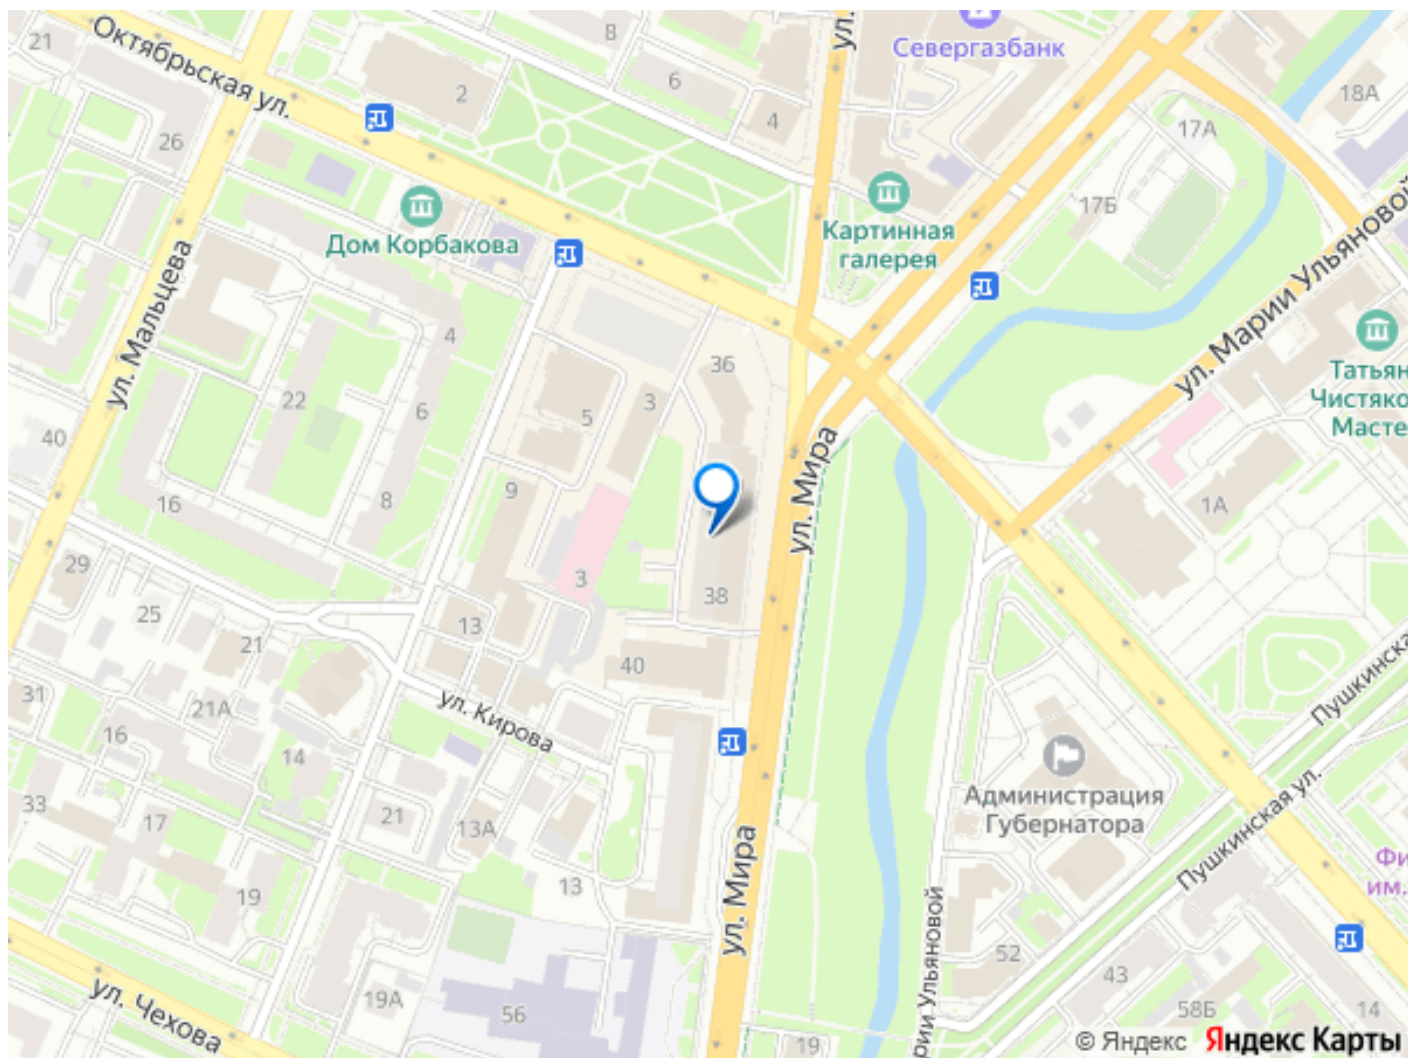 21
Октябрьская ул.
8
ул.
Севергазбанк
2
6
4
18А
17А
26
Дом Корбакова
Картинная
галерея
17Б
ул. Марии Ульяновой
ул. Мальцева
4
36
3
5
22
6
Татьян
Чистяко
Масте
ул. Мира
40
16
8
9
1А
29
3
38
25
21
13
40
31
21А
ул. Кирова
16
14
Пушкинска
Администрация
Губернатора
Пушкинская ул.
33
17
21
13А
ул. Мира
13
19
Фи
им.
рии Ульяновой
52
43
58Б
14
ул. Чехова
19А
56
19
© Яндекс Яндекс Карты